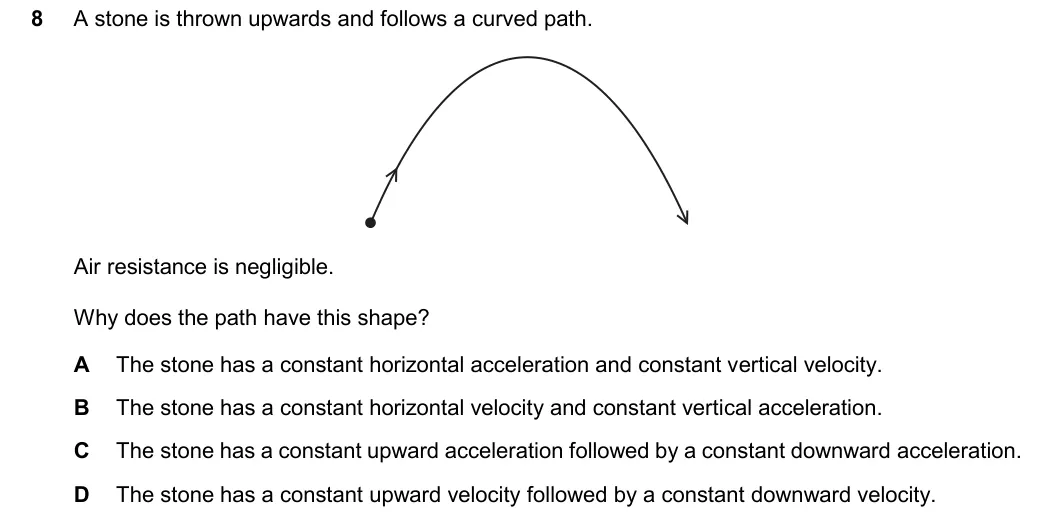 8 A stone is thrown upwards and follows a curved path.
Air resistance is negligible.
Why does the path have this shape?
A The stone has a constant horizontal acceleration and constant vertical velocity.
B The stone has a constant horizontal velocity and constant vertical acceleration.
C The stone has a constant upward acceleration followed by a constant downward acceleration.
D The stone has a constant upward velocity followed by a constant downward velocity.